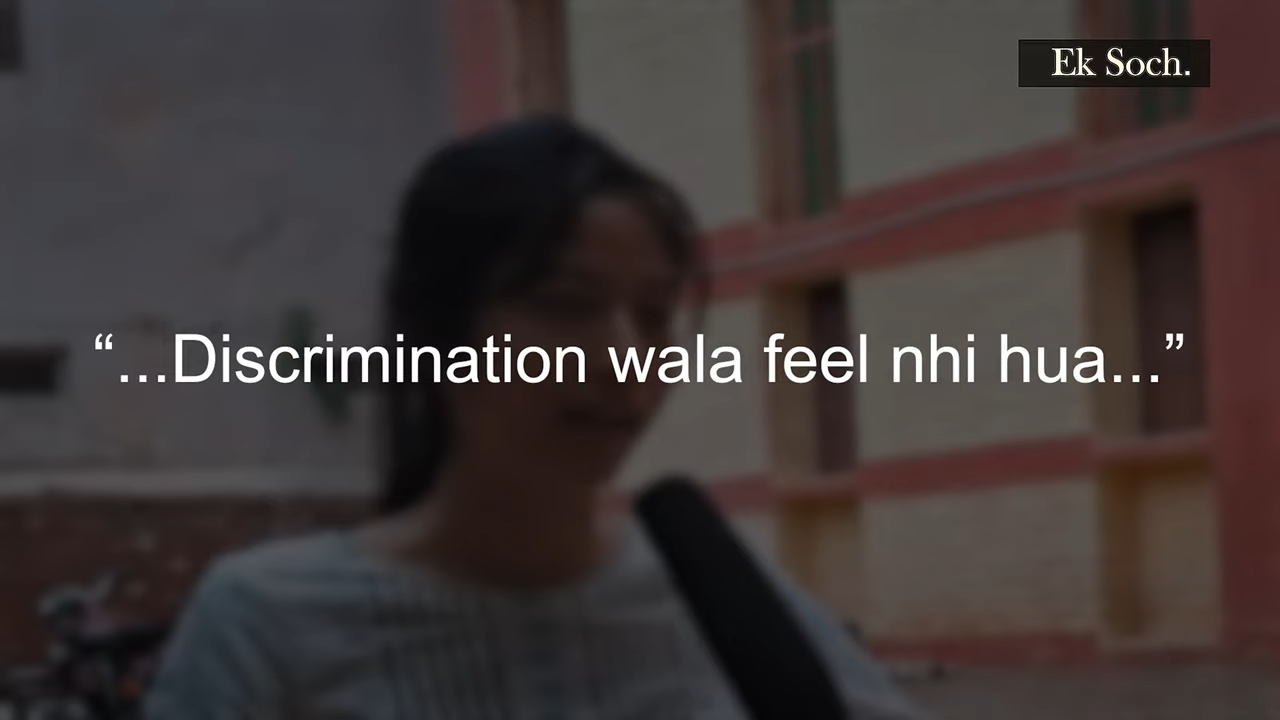 Ek Soch.
“...Discrimination wala feel nhi hua...”